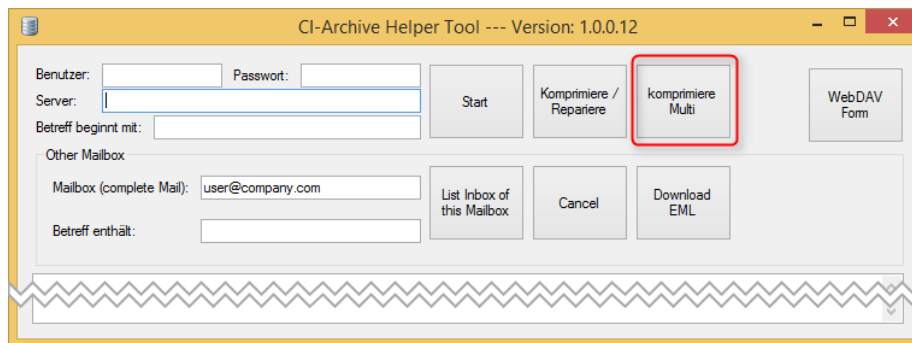 CI-Archive Helper Tool --- Version: 1.0.0.12
Benutzer:
Passwort:
Server:
Betreff beginnt mit:
Start
Komprimiere /
Repariere
komprimiere
Multi
WebDAV
Form
Other Mailbox
Mailbox (complete Mail):
user@company.com
Betreff enthält:
List Inbox of
this Mailbox
Cancel
Download
EML